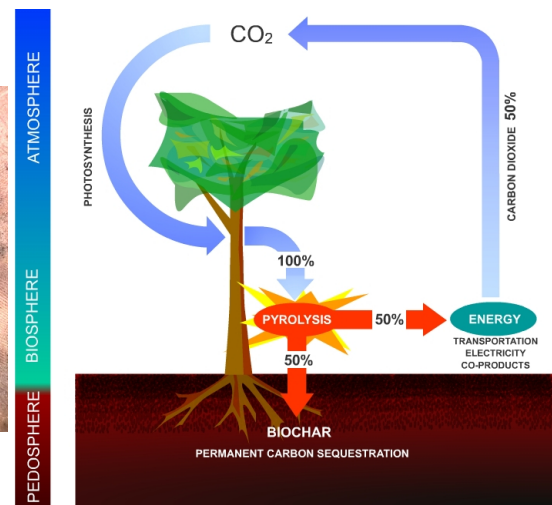 CO₂
ATMOSPHERE
BIOSPHERE
PEDOSPHERE
PHOTOSYNTHESIS
CARBON DIOXIDE 50%
100%
PYROLYSIS
50%
ENERGY
TRANSPORTATION
ELECTRICITY
CO-PRODUCTS
50%
BIOCHAR
PERMANENT CARBON SEQUESTRATION